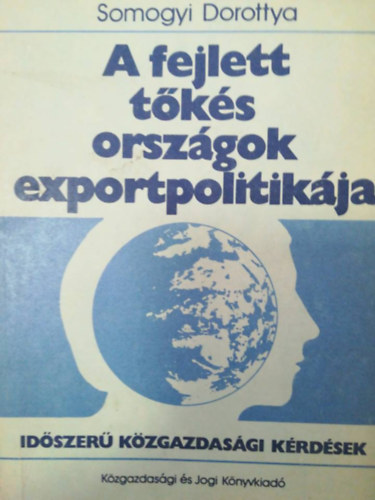 Somogyi Dorottya
A fejlett
tőkés
országok
exportpolitikája
IDŐSZERŰ KÖZGAZDASÁGI KÉRDÉSEK
Közgazdasági és Jogi Könyvkiadó